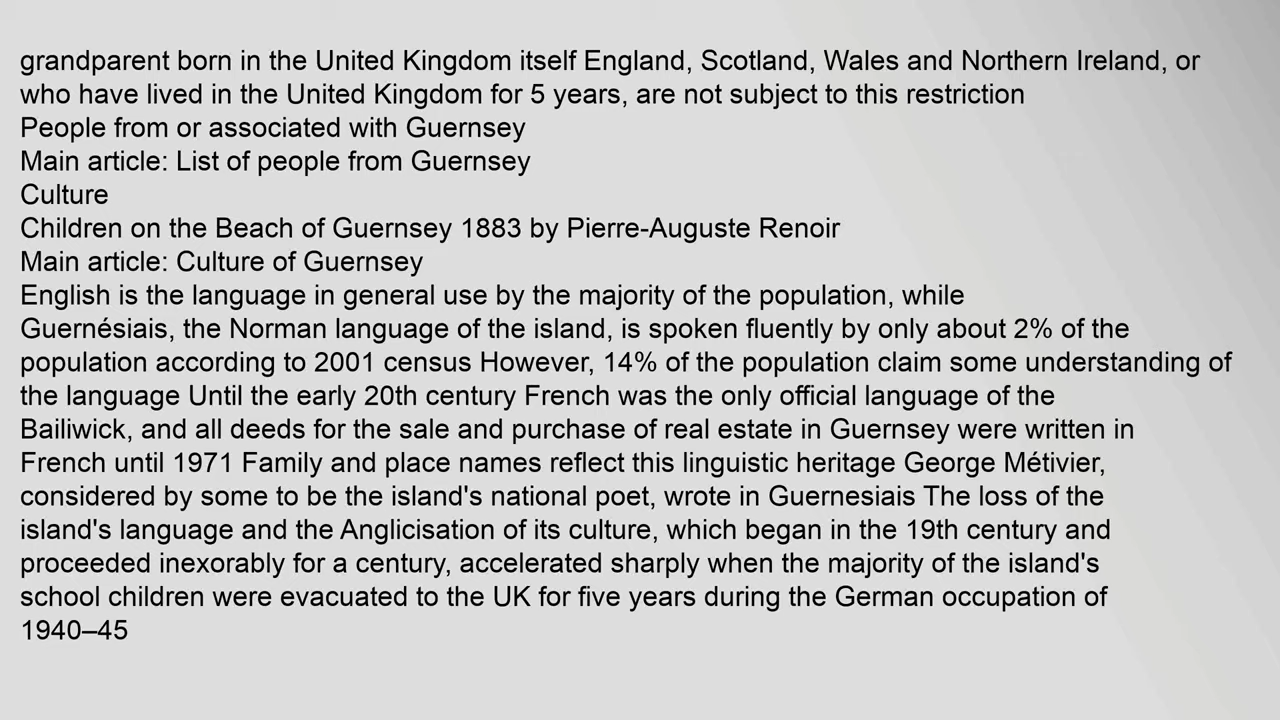 grandparent born in the United Kingdom itself England, Scotland, Wales and Northern Ireland, or
who have lived in the United Kingdom for 5 years, are not subject to this restriction
People from or associated with Guernsey
Main article: List of people from Guernsey
Culture
Children on the Beach of Guernsey 1883 by Pierre-Auguste Renoir
Main article: Culture of Guernsey
English is the language in general use by the majority of the population, while
Guernésiais, the Norman language of the island, is spoken fluently by only about 2% of the
population according to 2001 census However, 14% of the population claim some understanding of
the language Until the early 20th century French was the only official language of the
Bailiwick, and all deeds for the sale and purchase of real estate in Guernsey were written in
French until 1971 Family and place names reflect this linguistic heritage George Métivier,
considered by some to be the island's national poet, wrote in Guernesiais The loss of the
island's language and the Anglicisation of its culture, which began in the 19th century and
proceeded inexorably for a century, accelerated sharply when the majority of the island's
school children were evacuated to the UK for five years during the German occupation of
1940–45